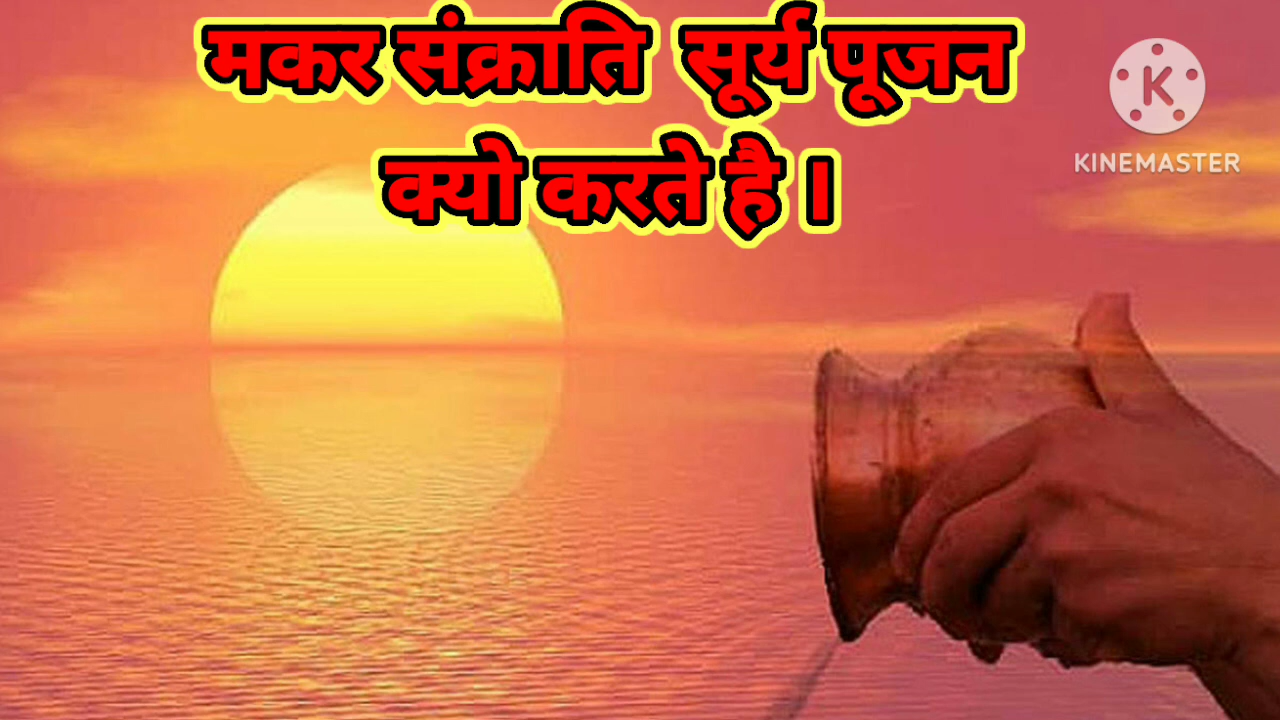 मकर संक्राति सूर्य पूजन
क्यो करते है ।
K
KINEMASTER